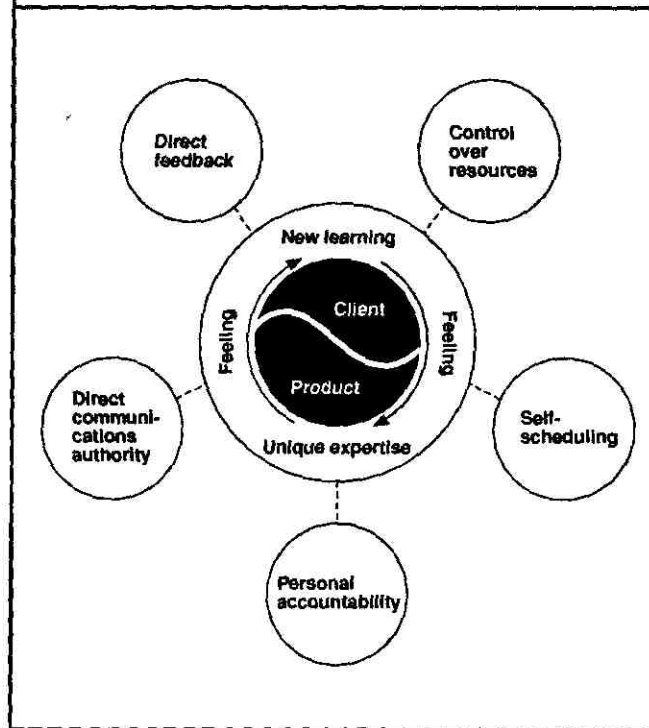 Direct
feedback
Control
over
resources
New learning
Feeling
Client
Product
Feeling
Unique expertise
Direct
communi-
cations
authority
Self-
scheduling
Personal
accountability